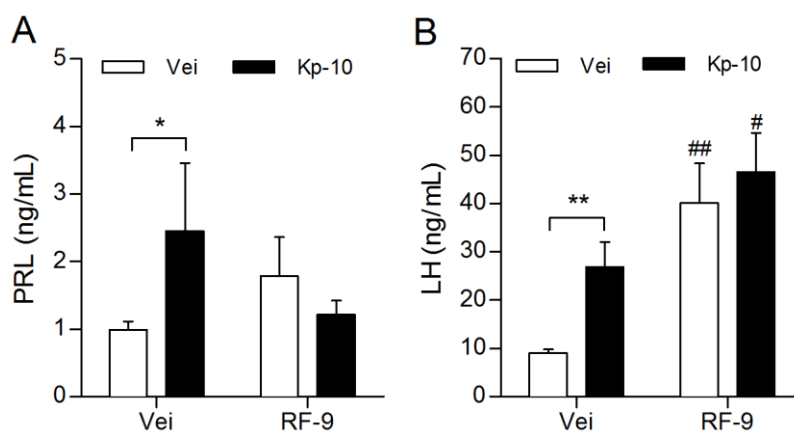 A
Vei Kp-10
PRL (ng/mL)
5
4
3
2
1
0
*
Vei RF-9
B
Vei Kp-10
LH (ng/mL)
70
60
50
40
30
20
10
0
**
##
#
Vei RF-9